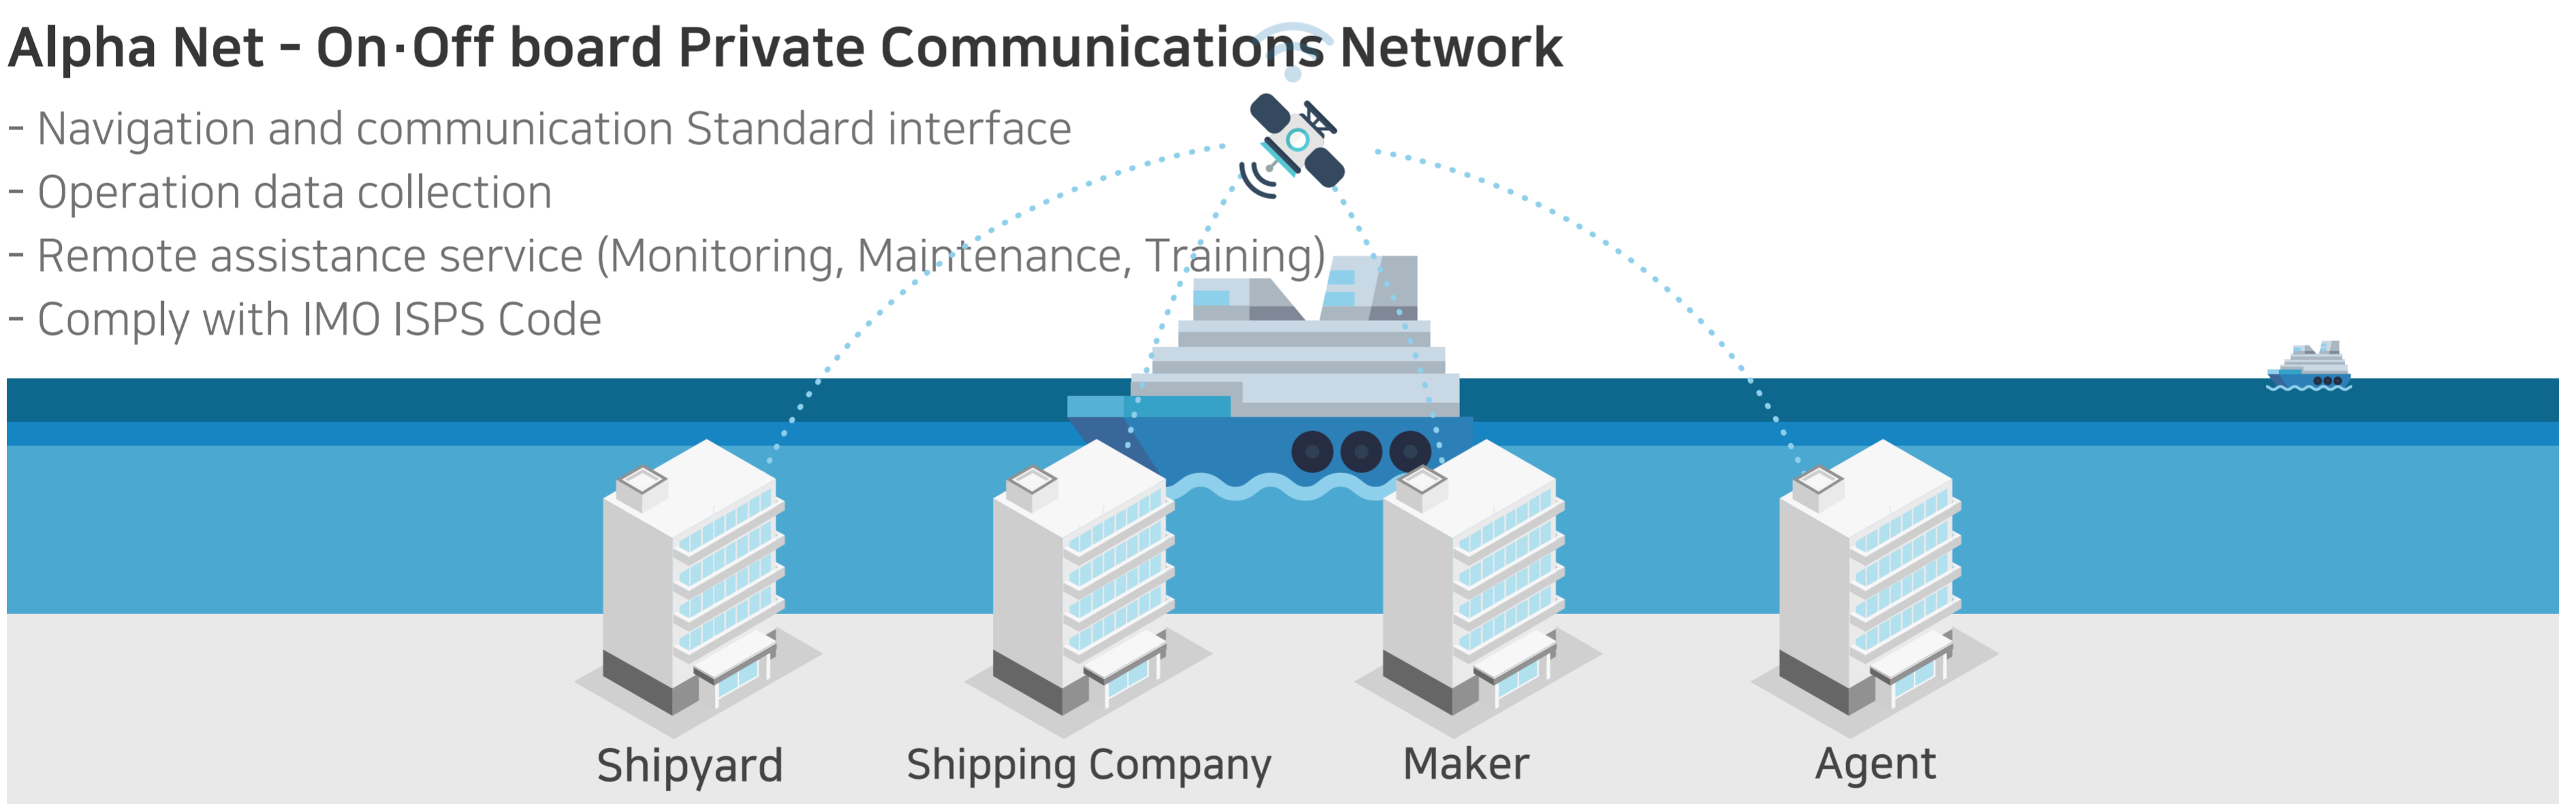 Alpha Net - On·Off board Private Communications Network
- Navigation and communication Standard interface
- Operation data collection
- Remote assistance service (Monitoring, Maintenance, Training)
- Comply with IMO ISPS Code
Shipyard
Shipping Company
Maker
Agent